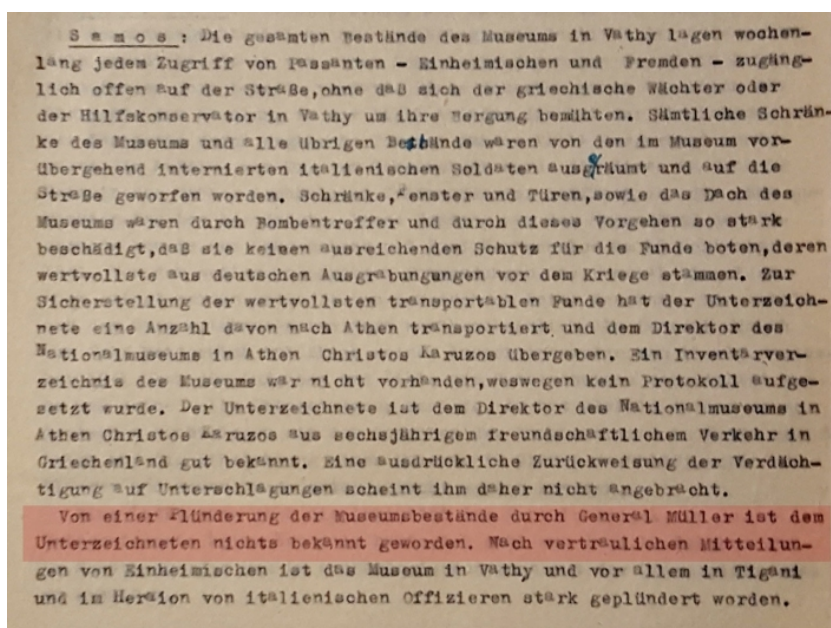 Samos: Die gesamten Bestände des Museums in Vathy lagen wochen-
lang jedem Zugriff von Passanten - Einheimischen und Fremden - zugäng-
lich offen auf der Straße,ohne daß sich der griechische Wächter oder
der Hilfskonservator in Vathy um ihre Bergung bemühten. Sämtliche Schrän-
ke des Museums und alle übrigen Bestände waren von den im Museum vor-
übergehend internierten italienischen Soldaten ausgräumt und auf die
Straße geworfen worden. Schränke,Fenster und Türen,sowie das Dach des
Museums waren durch Bombentreffer und durch dieses Vorgehen so stark
beschädigt,daß sie keinen ausreichenden Schutz für die Funde boten,deren
wertvollste aus deutschen Ausgrabungungen vor dem Kriege stammen. Zur
Sicherstellung der wertvollsten transportablen Funde hat der Unterzeich-
nete eine Anzahl davon nach Athen transportiert und dem Direktor des
Nationalmuseums in Athen Christos Karuzos übergeben. Ein Inventarver-
zeichnis des Museums war nicht vorhanden,weswegen kein Protokoll aufge-
setzt wurde. Der Unterzeichnete ist dem Direktor des Nationalmuseums in
Athen Christos Karuzos aus sechsjährigem freundschaftlichem Verkehr in
Griechenland gut bekannt. Eine ausdrückliche Zurückweisung der Verdäch-
tigung auf Unterschlagungen scheint ihm daher nicht angebracht.
Von einer Plünderung der Museumsbestände durch General Müller ist dem
Unterzeichneten nichts bekannt geworden. Nach vertraulichen Mitteilun-
gen von Einheimischen ist das Museum in Vathy und vor allem in Tigani
und im Heraion von italienischen Offizieren stark geplündert worden.